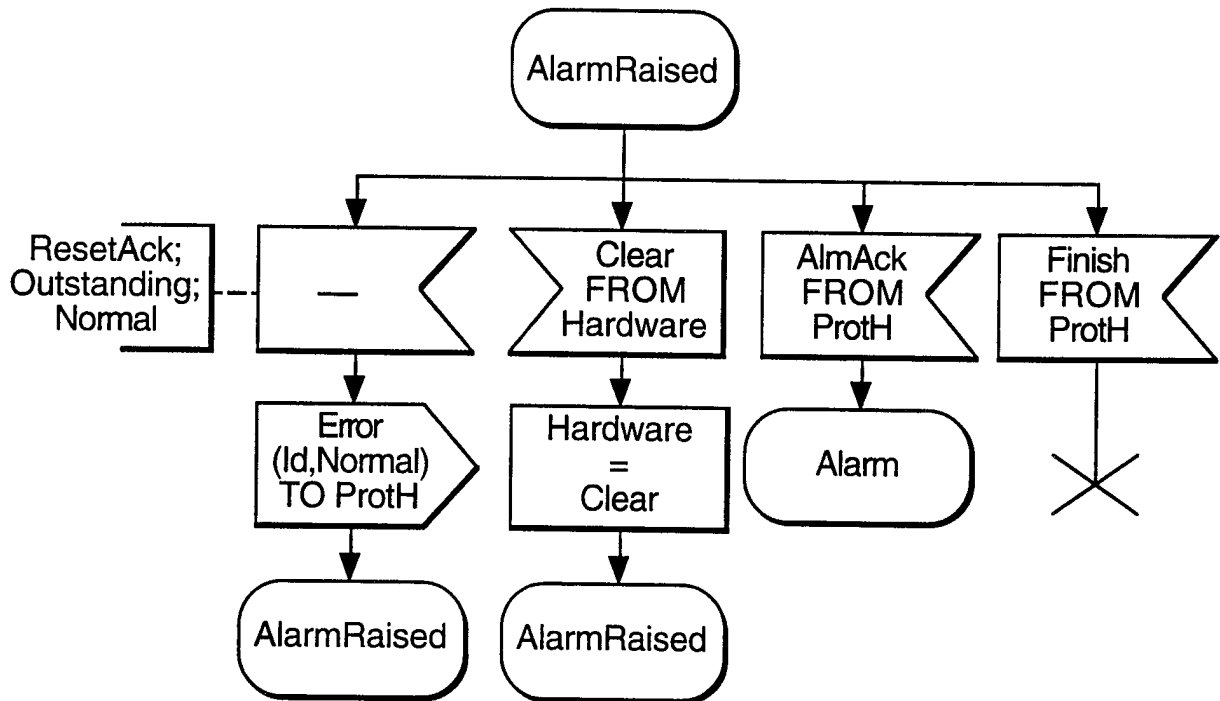 AlarmRaised
ResetAck;
Outstanding;
Normal
—
Clear
FROM
Hardware
AlmAck
FROM
ProtH
Finish
FROM
ProtH
Error
(Id,Normal)
TO ProtH
Hardware
=
Clear
Alarm
AlarmRaised
AlarmRaised